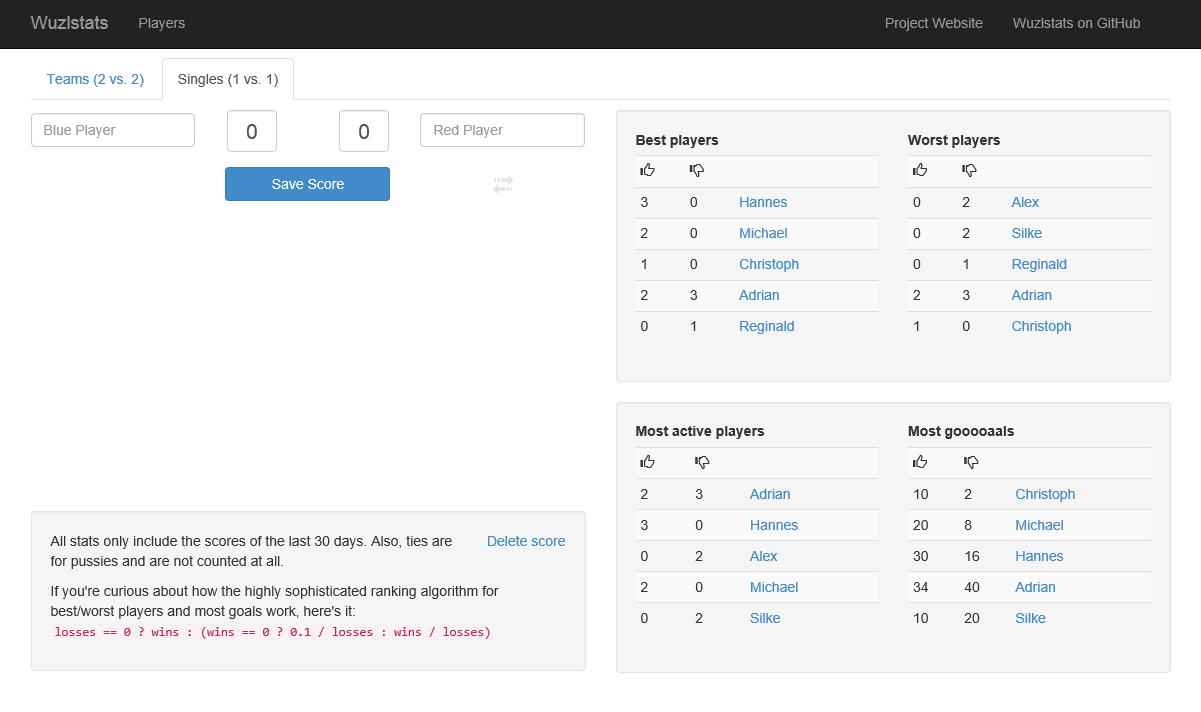 Wuzlstats Players Project Website Wuzlstats on GitHub
Teams (2 vs. 2) Singles (1 vs. 1)
Blue Player 0 0 Red Player
Save Score
Best players
3 0 Hannes
2 0 Michael
1 0 Christoph
2 3 Adrian
0 1 Reginald
Worst players
0 2 Alex
0 2 Silke
0 1 Reginald
2 3 Adrian
1 0 Christoph
Most active players
2 3 Adrian
3 0 Hannes
0 2 Alex
2 0 Michael
0 2 Silke
Most gooooaals
10 2 Christoph
20 8 Michael
30 16 Hannes
34 40 Adrian
10 20 Silke
All stats only include the scores of the last 30 days. Also, ties are
for pussies and are not counted at all.
Delete score
If you're curious about how the highly sophisticated ranking algorithm for
best/worst players and most goals work, here's it:
losses == 0 ? wins : (wins == 0 ? 0.1 / losses : wins / losses)